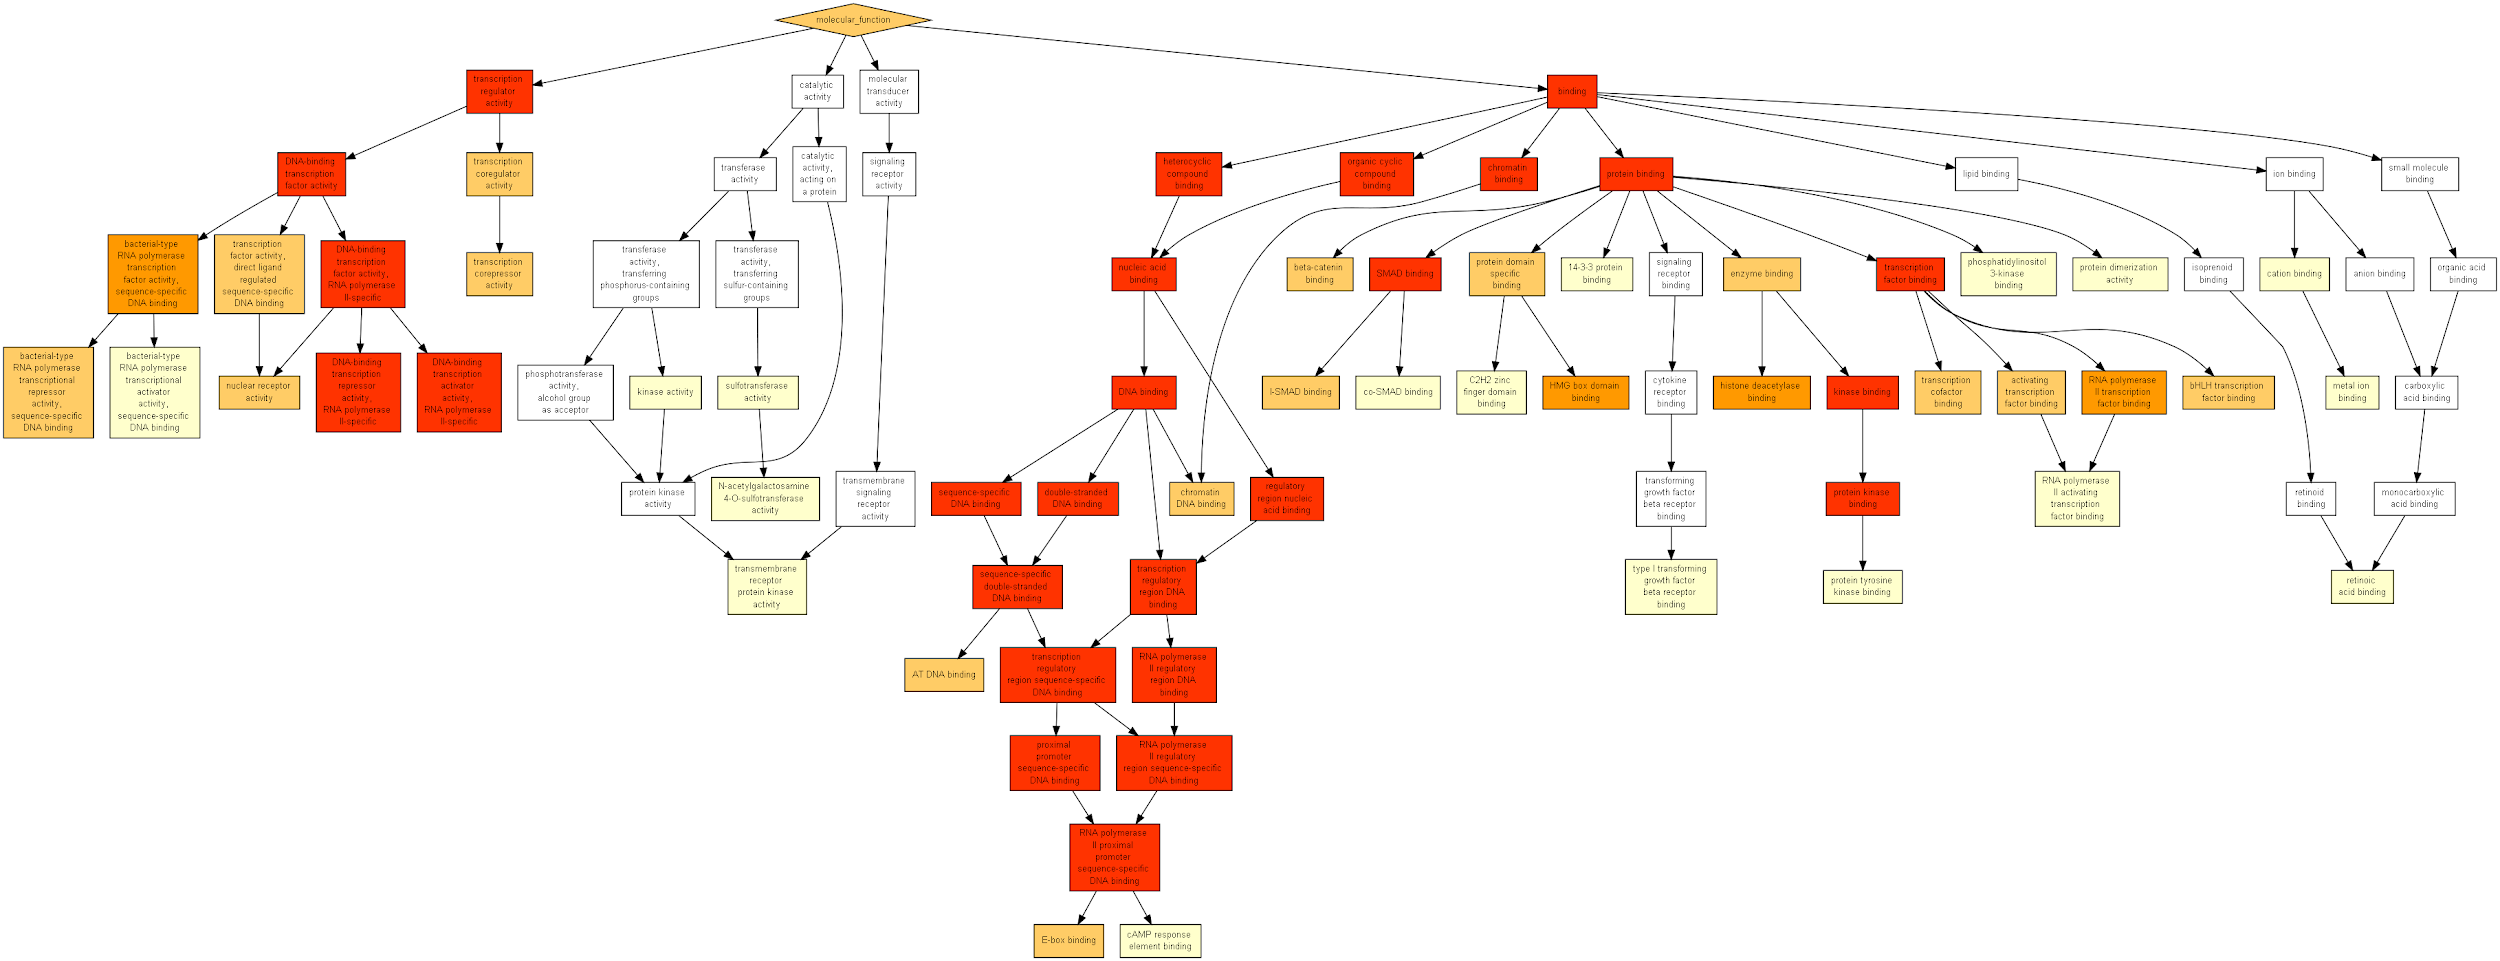 molecular_function
transcription
regulator
activity
catalytic
activity
molecular
transducer
activity
binding
DNA-binding
transcription
factor activity
transcription
coregulator
activity
transferase
activity
catalytic
activity,
acting on
a protein
signaling
receptor
activity
heterocyclic
compound
binding
organic cyclic
compound
binding
chromatin
binding
protein binding
lipid binding
ion binding
small molecule
binding
bacterial-type
RNA polymerase
transcription
factor activity,
sequence-specific
DNA binding
transcription
factor activity,
direct ligand
regulated
sequence-specific
DNA binding
DNA-binding
transcription
factor activity,
RNA polymerase
II-specific
transcription
corepressor
activity
transferase
activity,
transferring
phosphorus-containing
groups
transferase
activity,
transferring
sulfur-containing
groups
nucleic acid
binding
beta-catenin
binding
SMAD binding
protein domain
specific
binding
14-3-3 protein
binding
signaling
receptor
binding
enzyme binding
transcription
factor binding
phosphatidylinositol
3-kinase
binding
protein dimerization
activity
isoprenoid
binding
cation binding
anion binding
organic acid
binding
bacterial-type
RNA polymerase
transcriptional
repressor
activity,
sequence-specific
DNA binding
bacterial-type
RNA polymerase
transcriptional
activator
activity,
sequence-specific
DNA binding
nuclear receptor
activity
DNA-binding
transcription
repressor
activity,
RNA polymerase
II-specific
DNA-binding
transcription
activator
activity,
RNA polymerase
II-specific
phosphotransferase
activity,
alcohol group
as acceptor
kinase activity
sulfotransferase
activity
DNA binding
I-SMAD binding
co-SMAD binding
C2H2 zinc
finger domain
binding
HMG box domain
binding
cytokine
receptor
binding
histone deacetylase
binding
kinase binding
transcription
cofactor
binding
activating
transcription
factor binding
RNA polymerase
II transcription
factor binding
bHLH transcription
factor binding
metal ion
binding
carboxylic
acid binding
protein kinase
activity
N-acetylgalactosamine
4-O-sulfotransferase
activity
transmembrane
signaling
receptor
activity
sequence-specific
DNA binding
double-stranded
DNA binding
chromatin
DNA binding
regulatory
region nucleic
acid binding
transforming
growth factor
beta receptor
binding
protein kinase
binding
RNA polymerase
II activating
transcription
factor binding
retinoid
binding
monocarboxylic
acid binding
transmembrane
receptor
protein kinase
activity
sequence-specific
double-stranded
DNA binding
transcription
regulatory
region DNA
binding
type I transforming
growth factor
beta receptor
binding
protein tyrosine
kinase binding
retinoic
acid binding
AT DNA binding
transcription
regulatory
region sequence-specific
DNA binding
RNA polymerase
II regulatory
region DNA
binding
proximal
promoter
sequence-specific
DNA binding
RNA polymerase
II regulatory
region sequence-specific
DNA binding
RNA polymerase
II proximal
promoter
sequence-specific
DNA binding
E-box binding
cAMP response
element binding